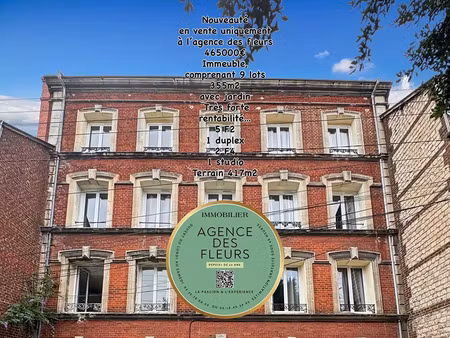 Nouveauté
en vente uniquement
à l'agence des fleurs
465000€
Immeuble,
comprenant 9 lots
355m2
avec jardin
Très forte
rentabilité...
5 F2
1 duplex
2 F4
1 studio
Terrain 417m2
IMMOBILIER
AGENCE
DES
FLEURS
LA PASSION & L'EXPÉRIENCE